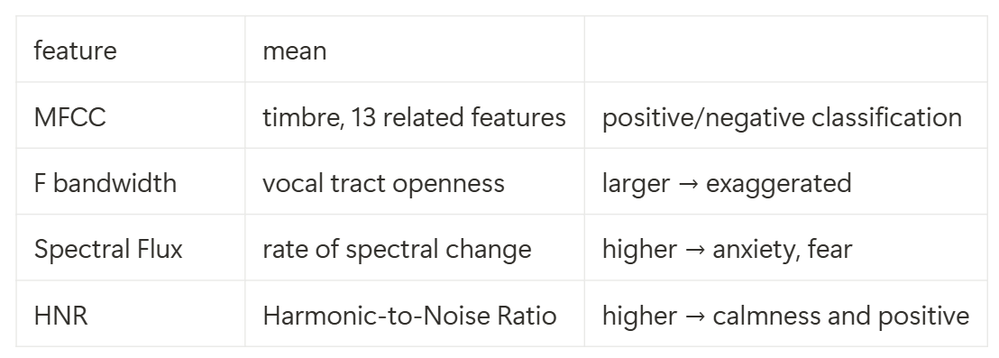 feature mean
MFCC timbre, 13 related features positive/negative classification
F bandwidth vocal tract openness larger → exaggerated
Spectral Flux rate of spectral change higher → anxiety, fear
HNR Harmonic-to-Noise Ratio higher → calmness and positive